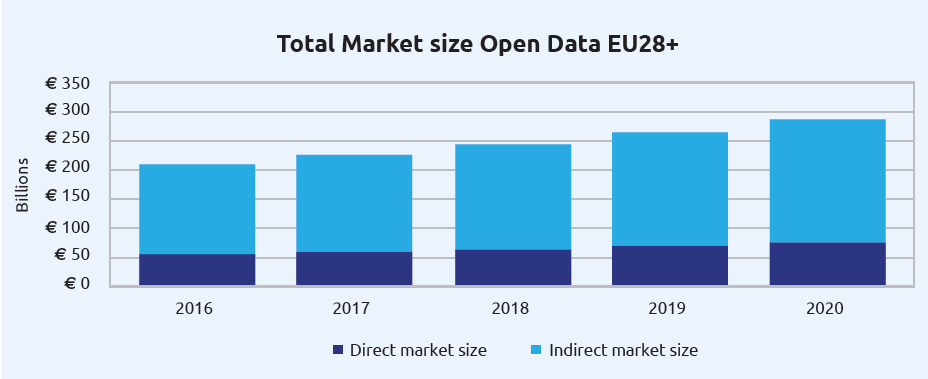 Total Market size Open Data EU28+
€ 350
€ 300
€ 250
€ 200
€ 150
€ 100
€ 50
€ 0
Billions
2016 2017 2018 2019 2020
Direct market size Indirect market size